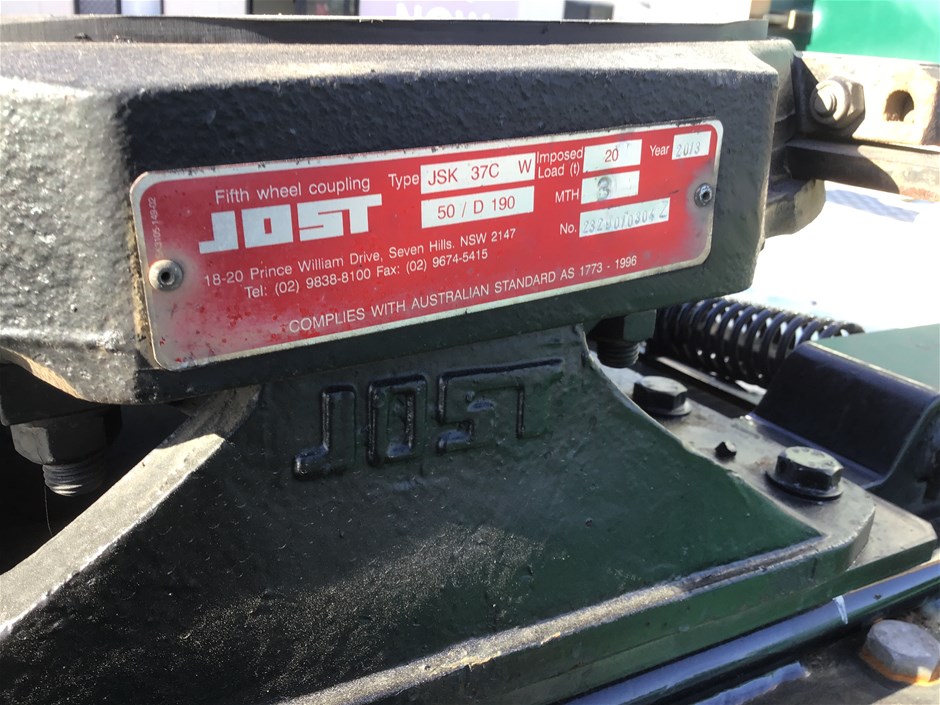 NOW
Fifth wheel coupling
JOST
Type JSK 37C W
50 / D 190
Imposed Load (t) 20
Year 2013
MTH 3
No.
18-20 Prince William Drive, Seven Hills. NSW 2147
Tel: (02) 9838-8100 Fax: (02) 9674-5415
COMPLIES WITH AUSTRALIAN STANDARD AS 1773 - 1996
JOST